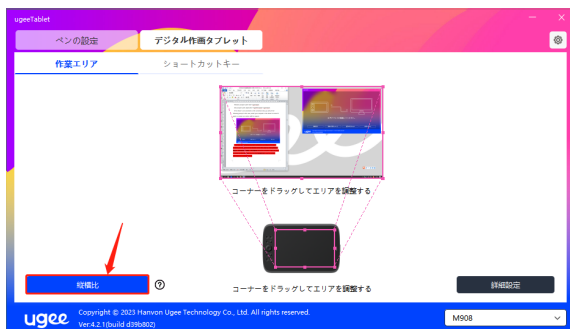 ugeeTablet
ペンの設定
デジタル作画タブレット
作業エリア
ショートカットキー
コーナーをドラッグしてエリアを調整する
縦横比
コーナーをドラッグしてエリアを調整する
詳細設定
ugee
Copyright © 2023 Hanvon Ugee Technology Co., Ltd. All rights reserved.
Ver:4.2.1(build d39b802)
M908